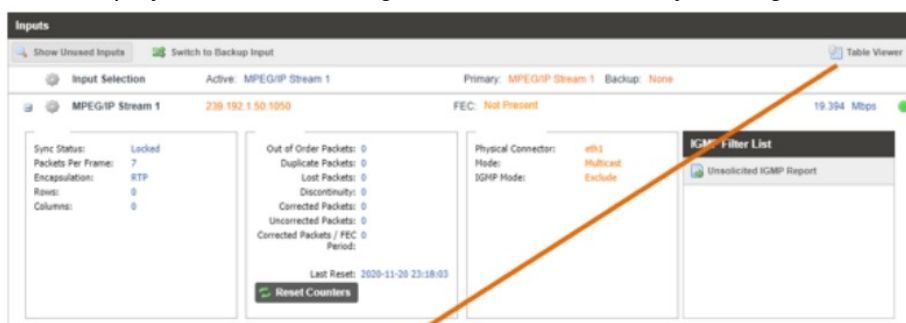 Inputs
Show Unused Inputs Switch to Backup Input Table Viewer
Input Selection Active: MPEG/IP Stream 1 Primary: MPEG/IP Stream 1 Backup: None
MPEG/IP Stream 1 239.192.1.50:1050 FEC: Not Present 19.394 Mbps
Sync Status: Locked
Packets Per Frame: 7
Encapsulation: RTP
Rows: 0
Columns: 0
Out of Order Packets: 0
Duplicate Packets: 0
Lost Packets: 0
Discontinuity: 0
Corrected Packets: 0
Uncorrected Packets: 0
Corrected Packets / FEC 0
Period:
Last Reset: 2020-11-20 23:18:03
Reset Counters
Physical Connector: eth1
Mode: Multicast
IGMP Mode: Exclude
IGMP Filter List
Unsolicited IGMP Report